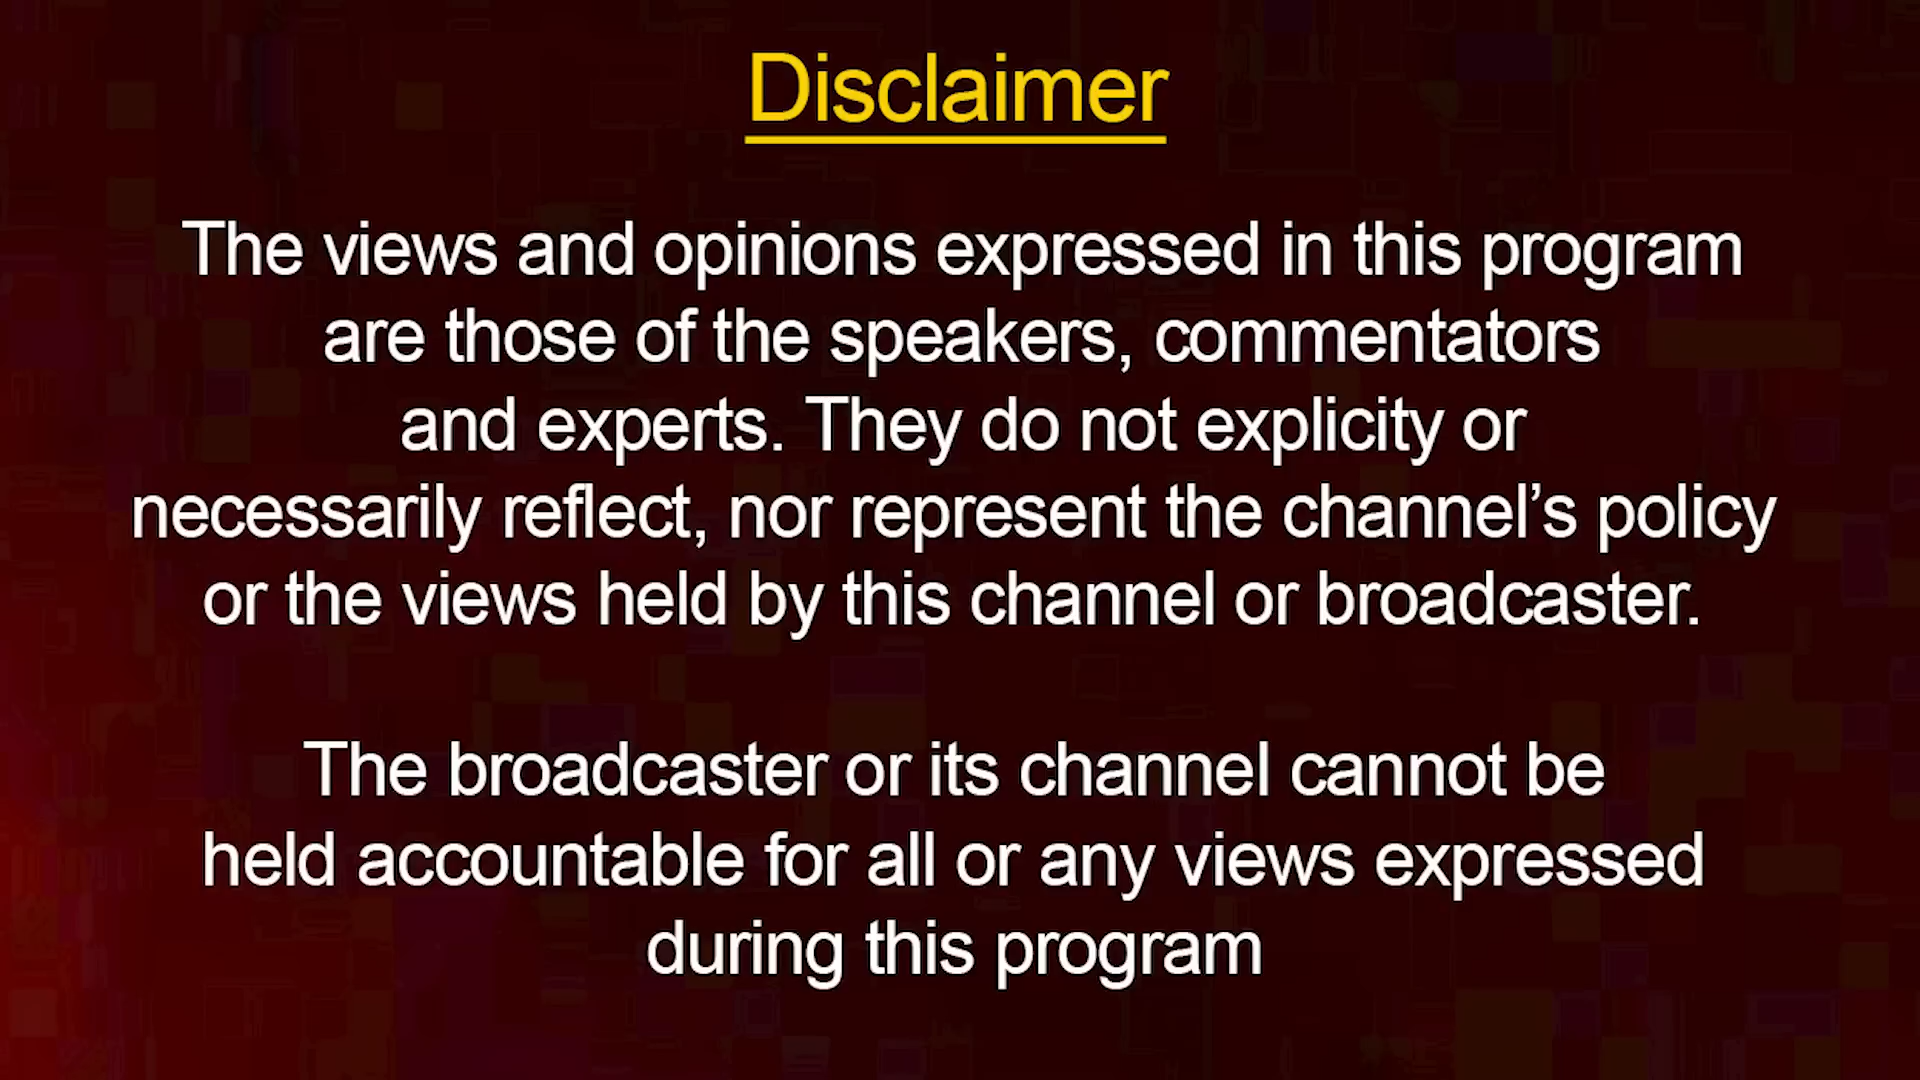 Disclaimer
The views and opinions expressed in this program
are those of the speakers, commentators
and experts. They do not explicity or
necessarily reflect, nor represent the channel’s policy
or the views held by this channel or broadcaster.
The broadcaster or its channel cannot be
held accountable for all or any views expressed
during this program